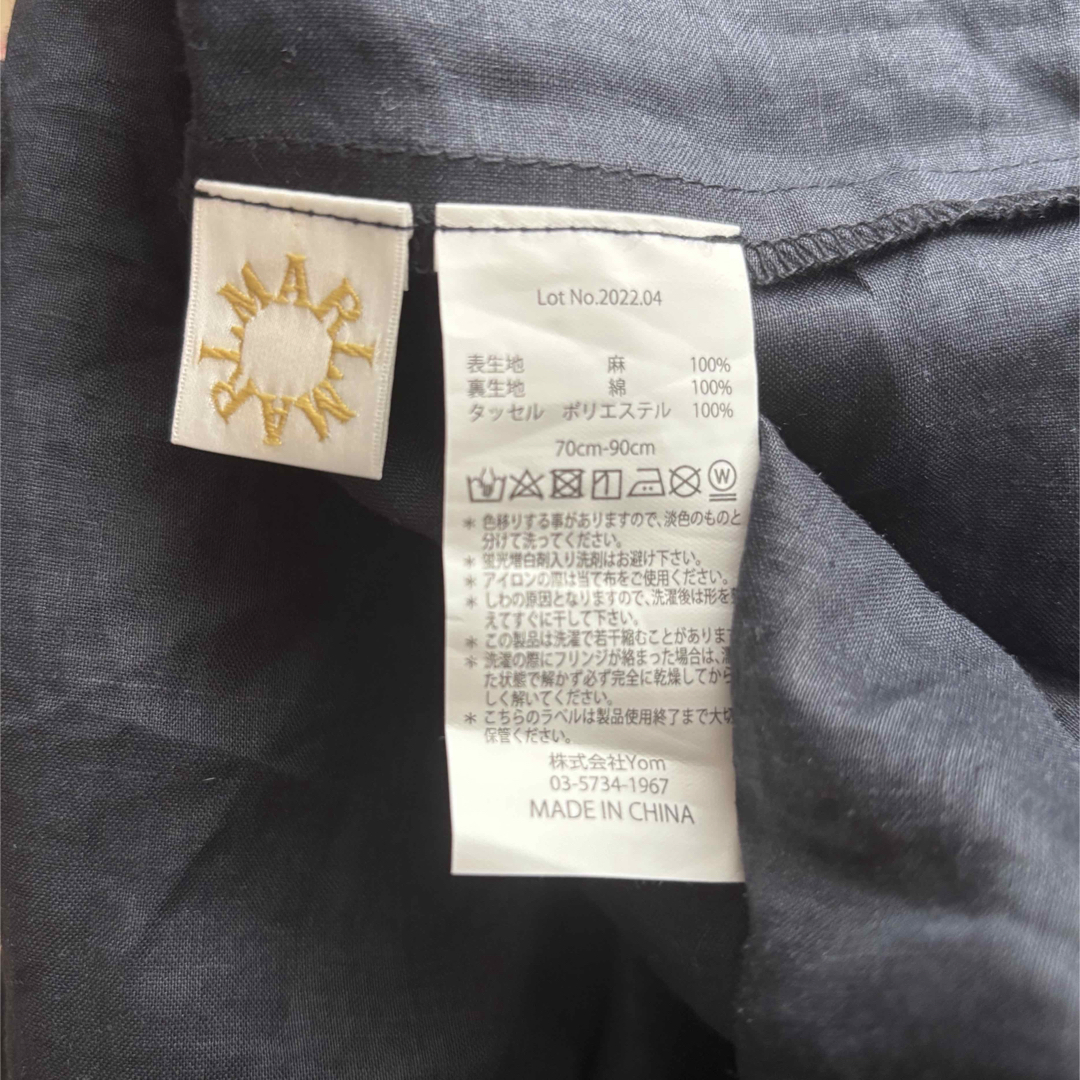 MARIMARL
Lot No.2022.04
表生地 麻 100%
裏生地 綿 100%
タッセル ポリエステル 100%
70cm-90cm
W
＊ 色移りする事がありますので、淡色のものと
分けて洗ってください。
＊ 蛍光増白剤入り洗剤はお避け下さい。
＊ アイロンの際は当て布をご使用ください。
＊ しわの原因となりますので、洗濯後は形を
えてすぐに干して下さい。
＊ この製品は洗濯で若干縮むことがありま
＊ 洗濯の際にフリンジが絡まった場合は、
た状態で解かず必ず完全に乾燥してから
しく解いてください。
＊ こちらのラベルは製品使用終了まで大切
保管ください。
株式会社Yom
03-5734-1967
MADE IN CHINA